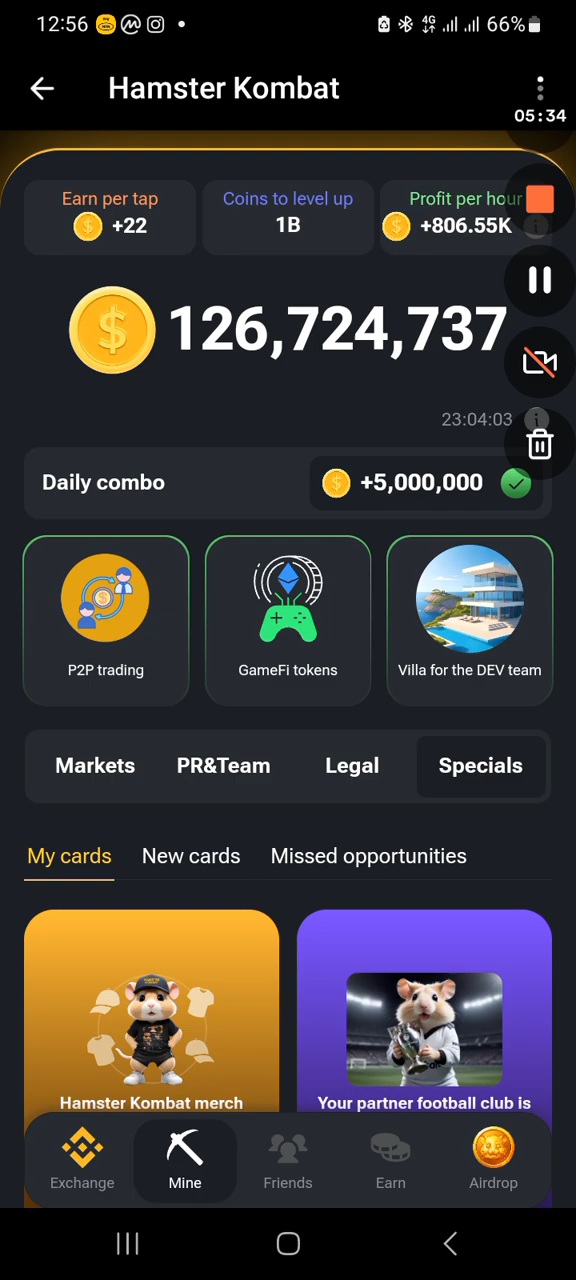 12:56 4G 66%
Hamster Kombat
05:34
Earn per tap Coins to level up Profit per hour
+22 1B +806.55K
126,724,737
23:04:03
Daily combo +5,000,000
P2P trading GameFi tokens Villa for the DEV team
Markets PR&Team Legal Specials
My cards New cards Missed opportunities
Hamster Kombat merch Your partner football club is
Exchange Mine Friends Earn Airdrop